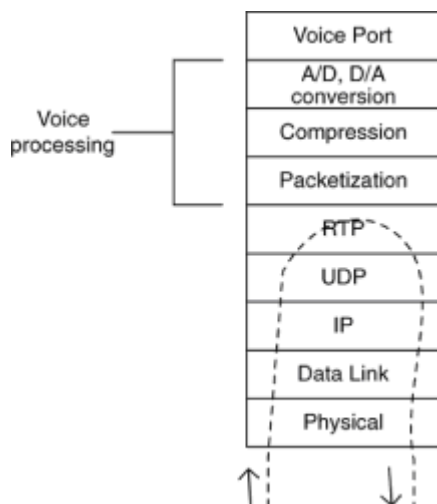 Voice Port
A/D, D/A
conversion
Voice
processing
Compression
Packetization
RTP
UDP
IP
Data Link
Physical